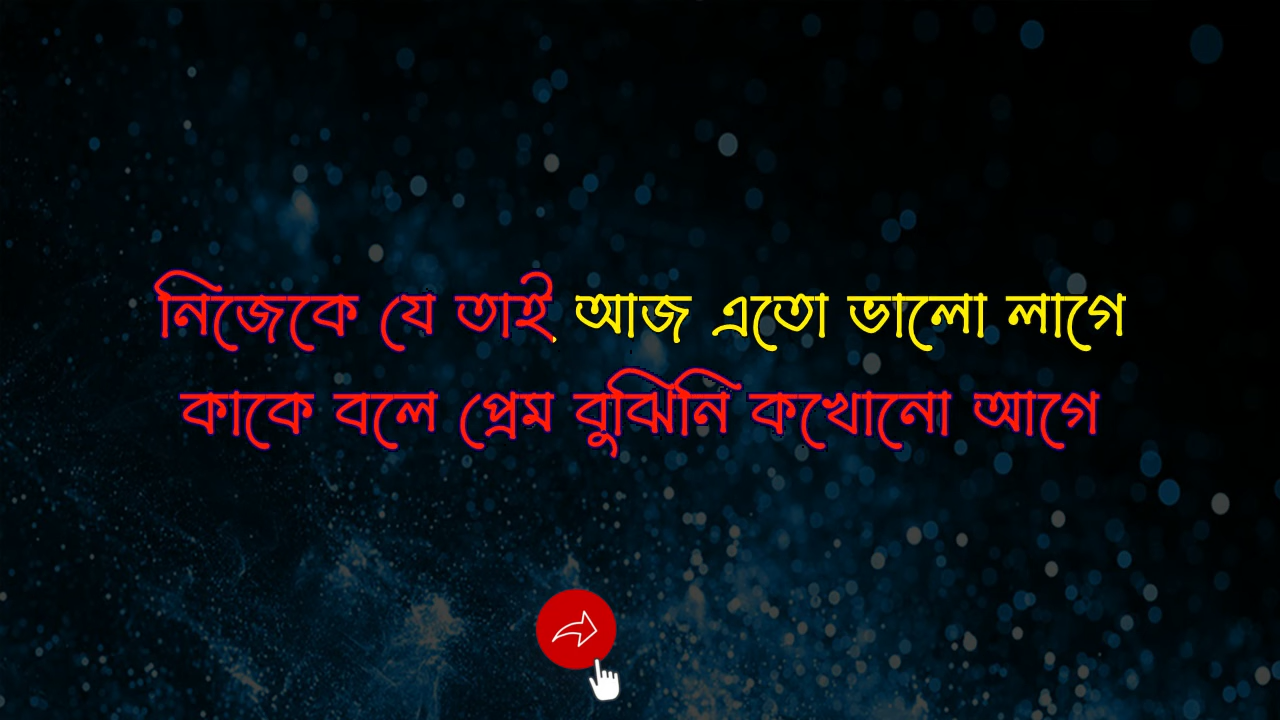 নিজেকে যে তাই আজ এতো ভালো লাগে
কাকে বলে প্রেম বুঝিনি কখোনো আগে